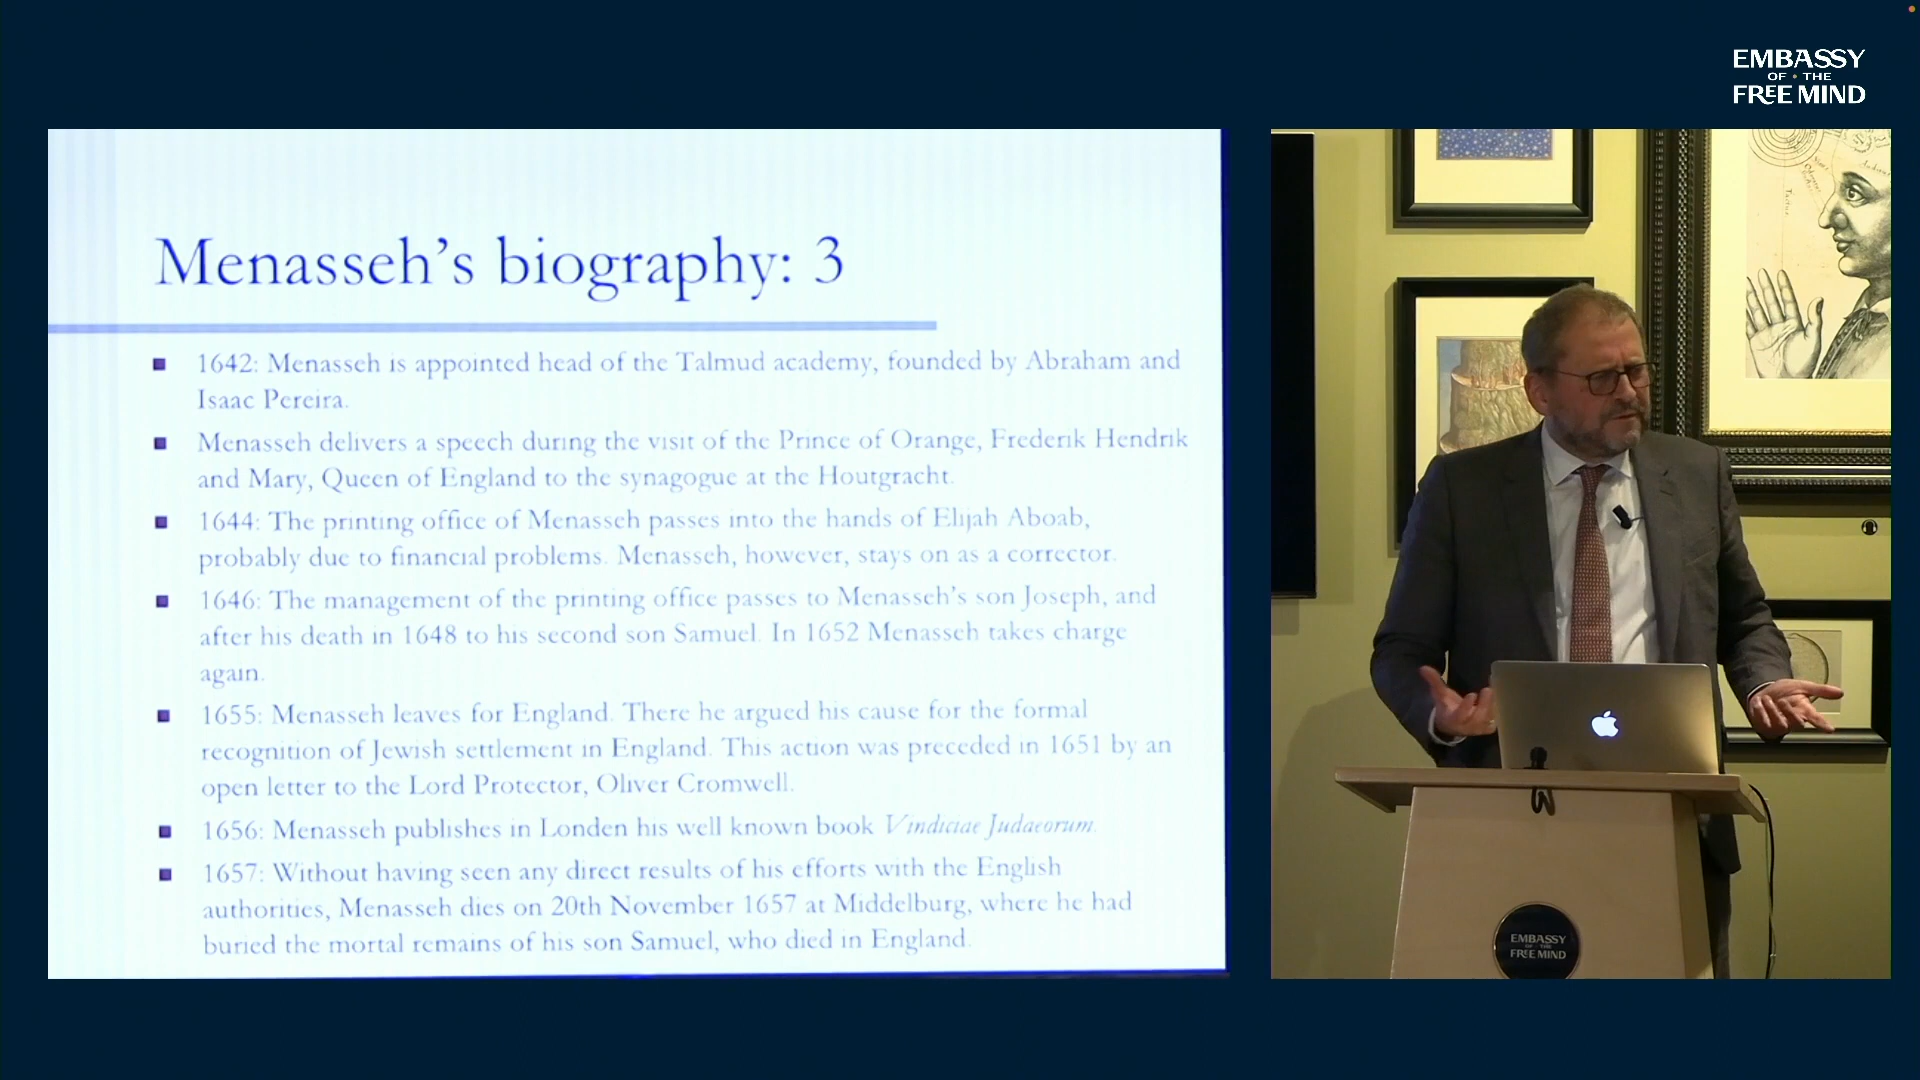 EMBASSY
OF • THE
FREE MIND
Menasseh’s biography: 3
1642: Menasseh is appointed head of the Talmud academy, founded by Abraham and
Isaac Pereira.
Menasseh delivers a speech during the visit of the Prince of Orange, Frederik Hendrik
and Mary, Queen of England to the synagogue at the Houtgracht.
1644: The printing office of Menasseh passes into the hands of Elijah Aboab,
probably due to financial problems. Menasseh, however, stays on as a corrector.
1646: The management of the printing office passes to Menasseh’s son Joseph, and
after his death in 1648 to his second son Samuel. In 1652 Menasseh takes charge
again.
1655: Menasseh leaves for England. There he argued his cause for the formal
recognition of Jewish settlement in England. This action was preceded in 1651 by an
open letter to the Lord Protector, Oliver Cromwell.
1656: Menasseh publishes in Londen his well known book Vindiciae Judaeorum.
1657: Without having seen any direct results of his efforts with the English
authorities, Menasseh dies on 20th November 1657 at Middelburg, where he had
buried the mortal remains of his son Samuel, who died in England.
EMBASSY
OF THE
FREE MIND